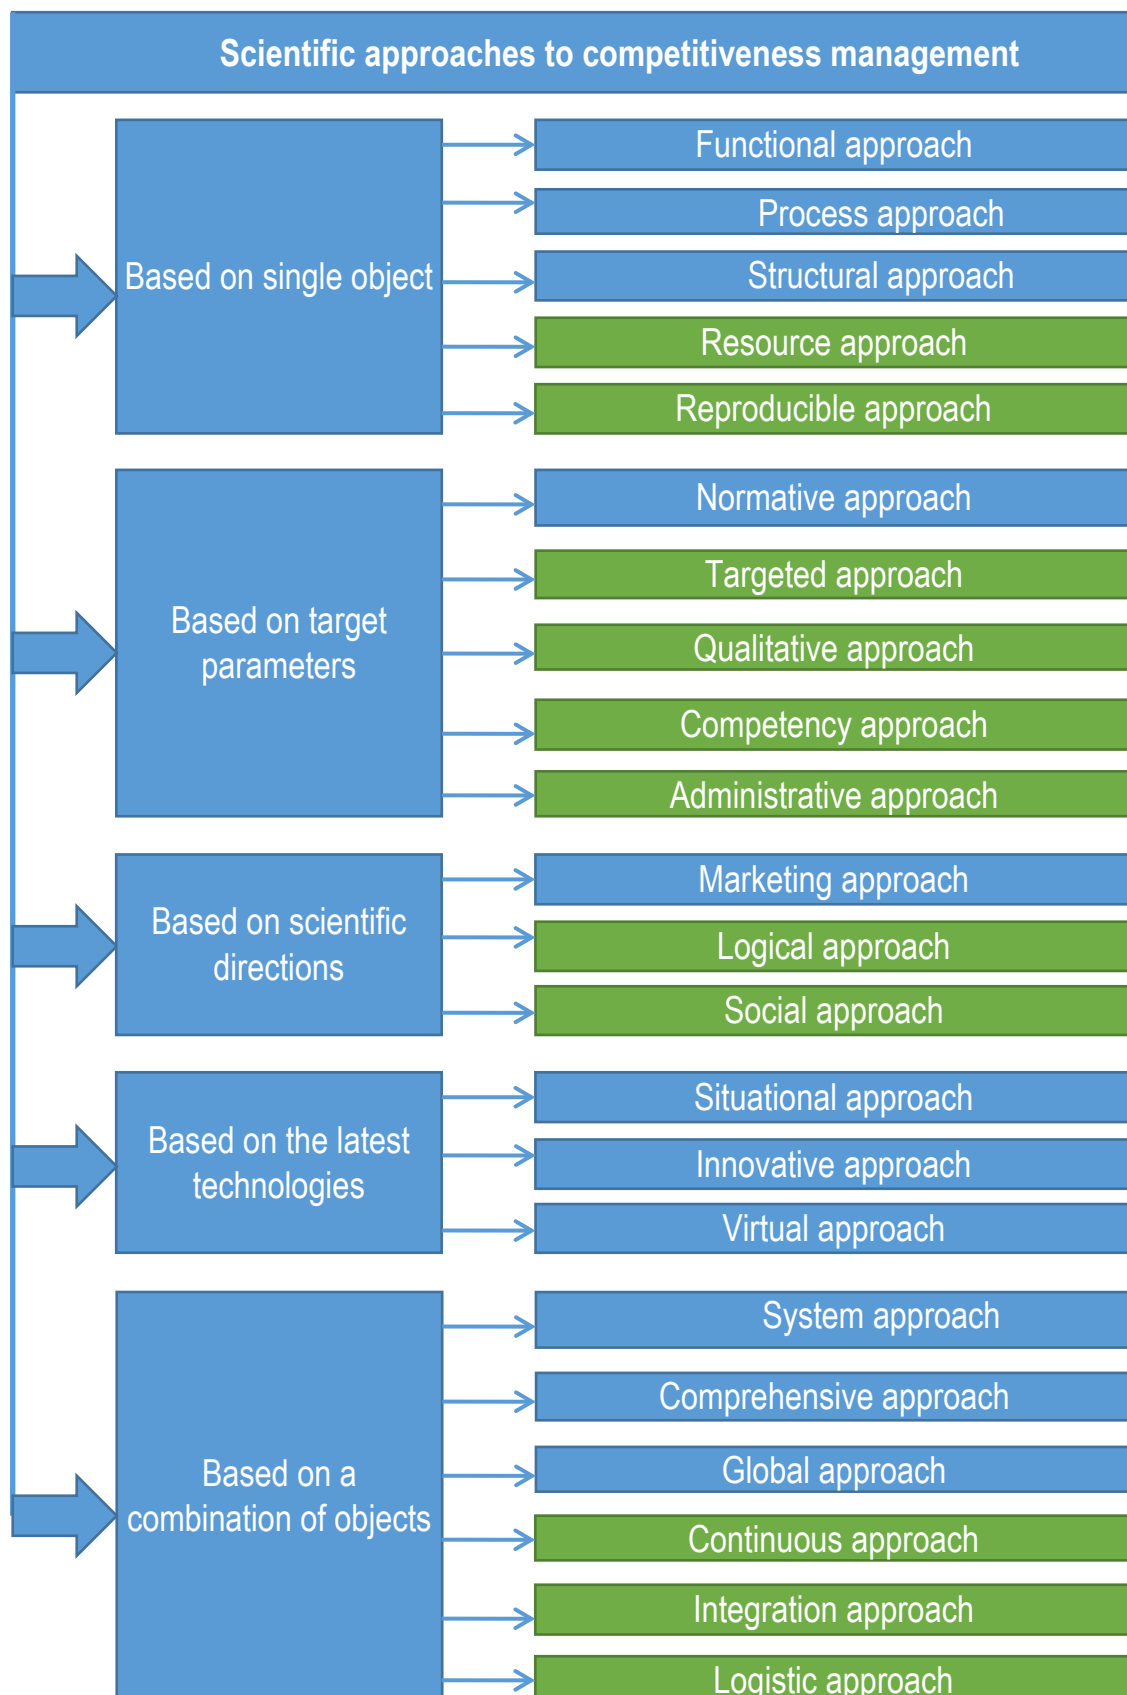 Scientific approaches to competitiveness management
Based on single object
Functional approach
Process approach
Structural approach
Resource approach
Reproducible approach
Based on target
parameters
Normative approach
Targeted approach
Qualitative approach
Competency approach
Administrative approach
Based on scientific
directions
Marketing approach
Logical approach
Social approach
Based on the latest
technologies
Situational approach
Innovative approach
Virtual approach
Based on a
combination of objects
System approach
Comprehensive approach
Global approach
Continuous approach
Integration approach
Logistic approach